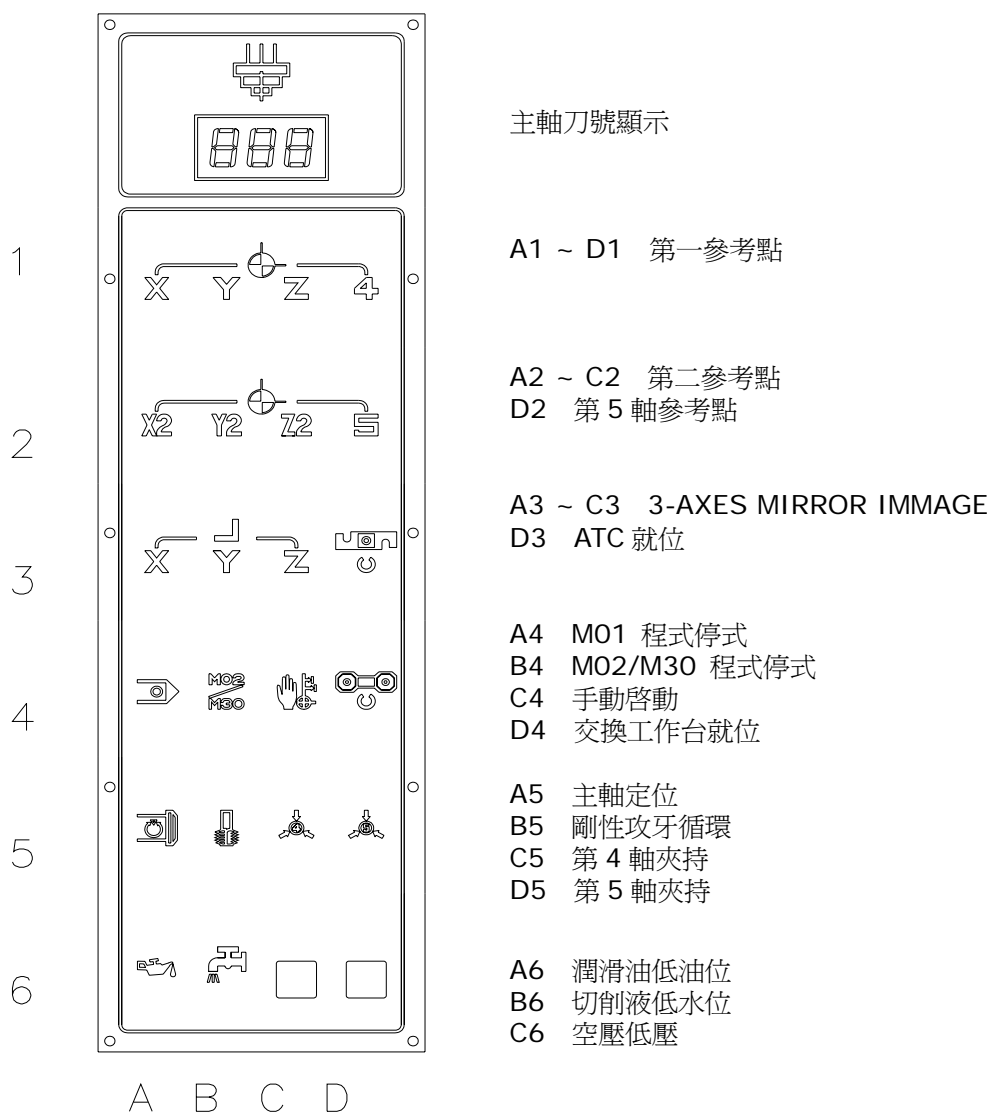 888
主軸刀號顯示
1
X Y Z 4
A1 ~ D1 第一參考點
2
X2 Y2 Z2 5
A2 ~ C2 第二參考點
D2 第 5 軸參考點
3
X Y Z
A3 ~ C3 3-AXES MIRROR IMMAGE
D3 ATC 就位
4
M02
M30
A4 M01 程式停式
B4 M02/M30 程式停式
C4 手動啓動
D4 交換工作台就位
5
4 5
A5 主軸定位
B5 剛性攻牙循環
C5 第 4 軸夾持
D5 第 5 軸夾持
6
A6 潤滑油低油位
B6 切削液低水位
C6 空壓低壓
A B C D